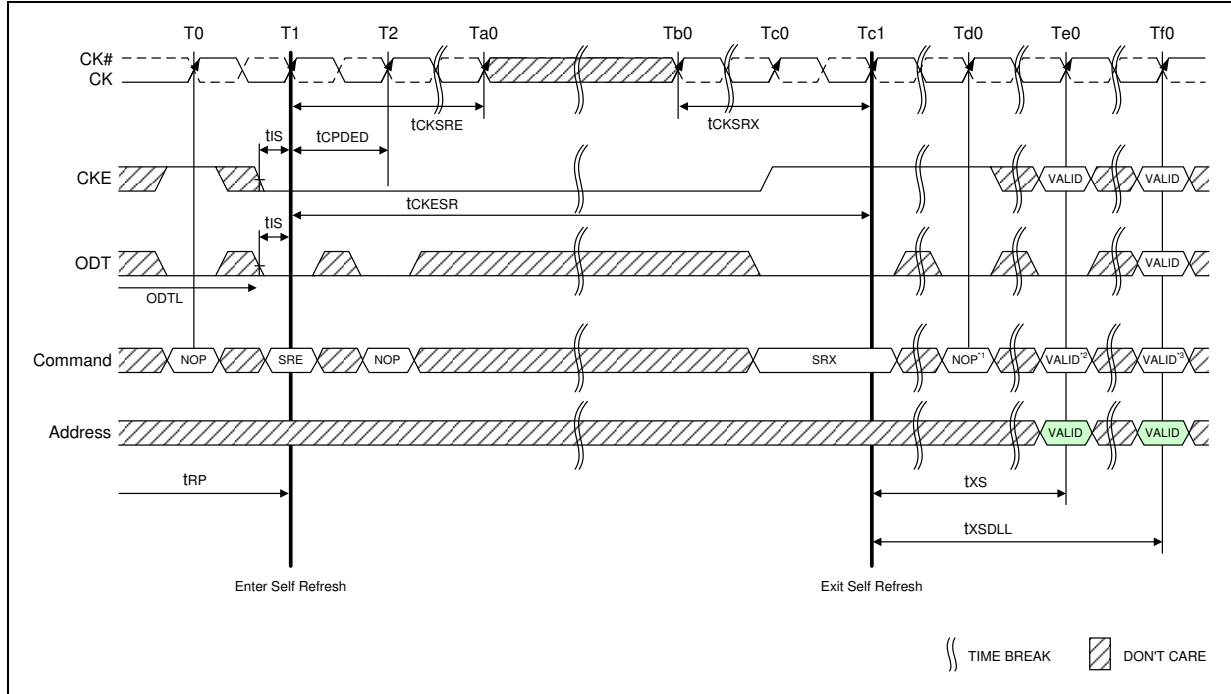 T0 T1 T2 Ta0 Tb0 Tc0 Tc1 Td0 Te0 Tf0
CK#
CK
tCKSRE tCKSRX
tIS tCPDED
CKE VALID VALID
tCKESR
tIS
ODT VALID
ODTL
Command NOP SRE NOP SRX NOP*1 VALID*2 VALID*3
Address VALID VALID
tRP tXS
tXSDLL
Enter Self Refresh Exit Self Refresh
TIME BREAK DON'T CARE